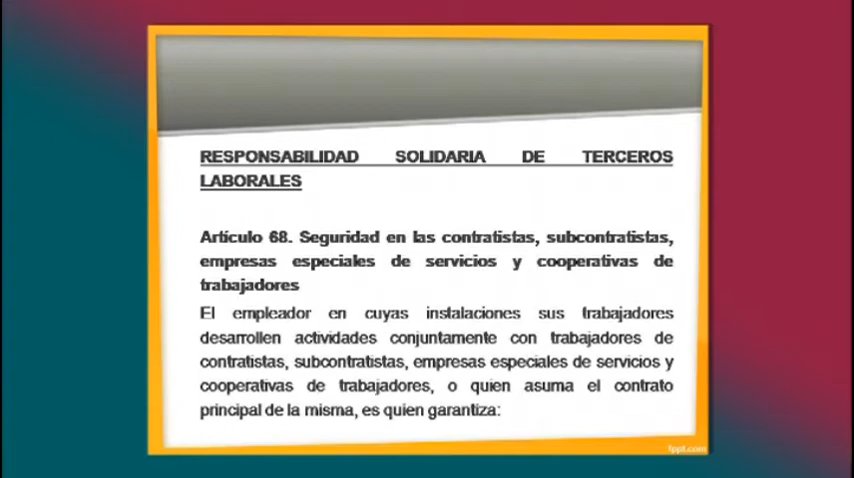 RESPONSABILIDAD SOLIDARIA DE TERCEROS
LABORALES
Artículo 68. Seguridad en las contratistas, subcontratistas,
empresas especiales de servicios y cooperativas de
trabajadores
El empleador en cuyas instalaciones sus trabajadores
desarrollen actividades conjuntamente con trabajadores de
contratistas, subcontratistas, empresas especiales de servicios y
cooperativas de trabajadores, o quien asuma el contrato
principal de la misma, es quien garantiza:
fppt.com